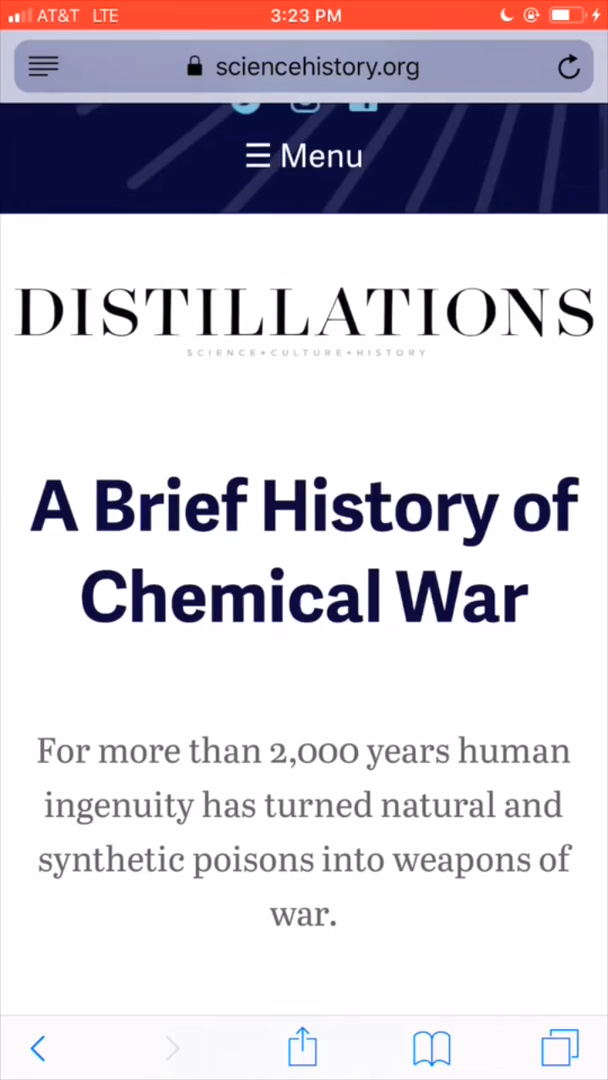 AT&T LTE 3:23 PM
sciencehistory.org
☰ Menu
DISTILLATIONS
SCIENCE+CULTURE+HISTORY
A Brief History of
Chemical War
For more than 2,000 years human
ingenuity has turned natural and
synthetic poisons into weapons of
war.